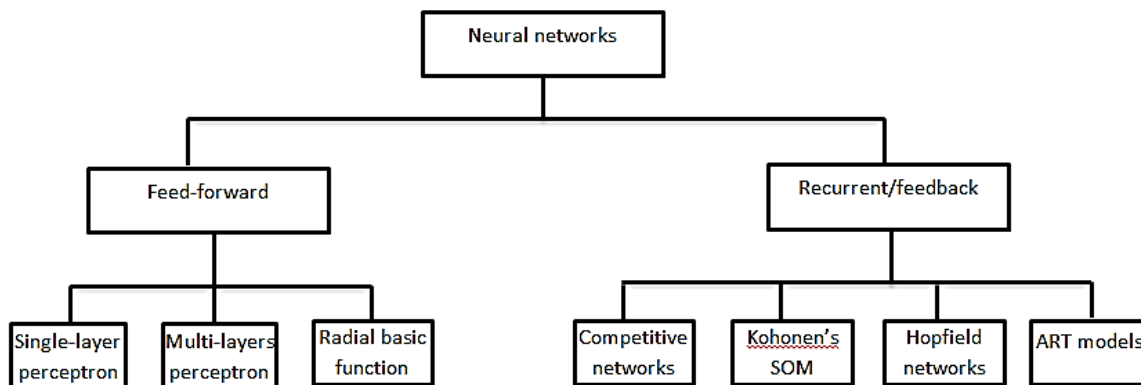 Neural networks
Feed-forward
Recurrent/feedback
Single-layer
perceptron
Multi-layers
perceptron
Radial basic
function
Competitive
networks
Kohonen's
SOM
Hopfield
networks
ART models